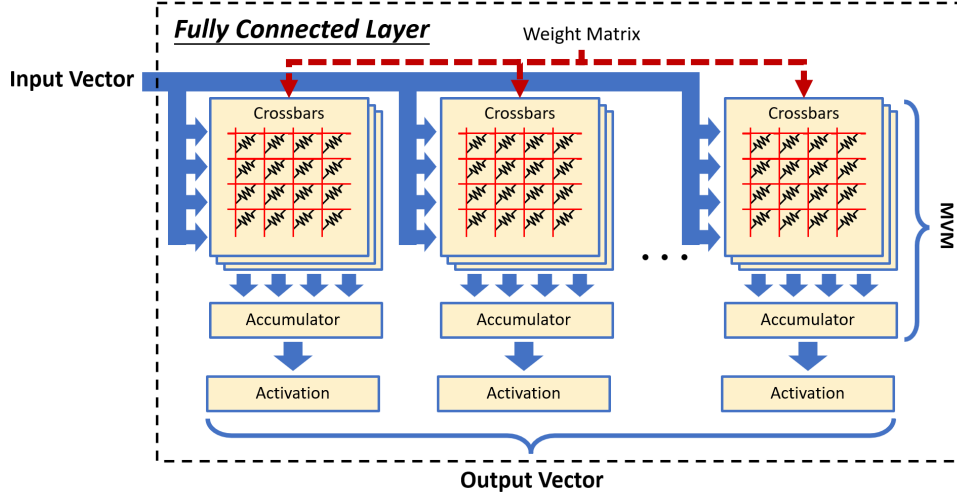 Fully Connected Layer
Weight Matrix
Input Vector
Crossbars
Crossbars
Crossbars
MVM
. . .
Accumulator
Accumulator
Accumulator
Activation
Activation
Activation
Output Vector